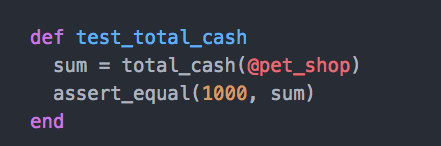 def test_total_cash
  sum = total_cash(@pet_shop)
  assert_equal(1000, sum)
end